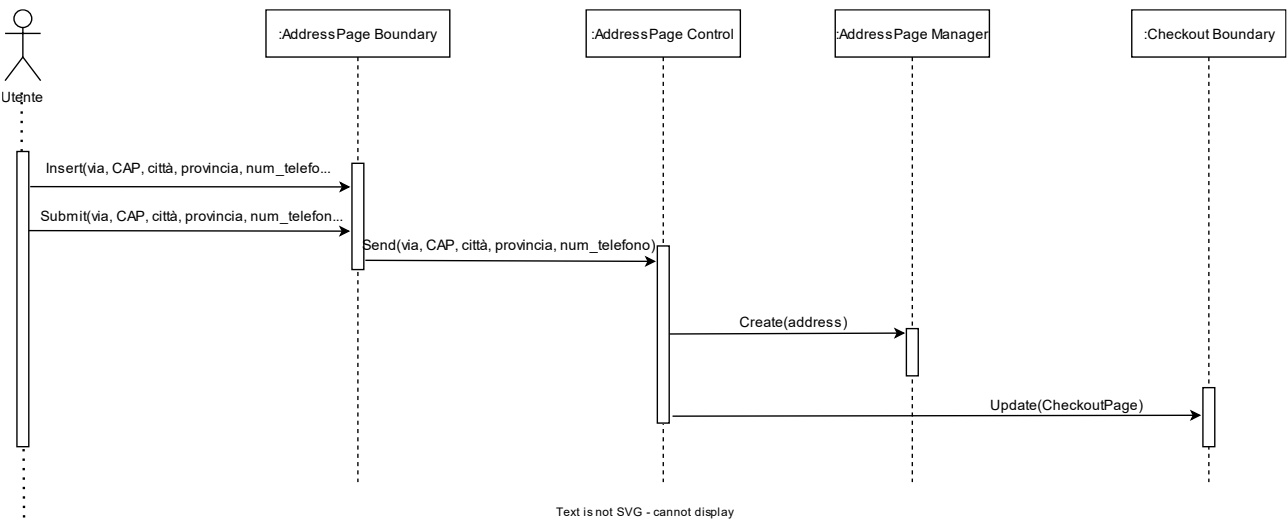 :AddressPage Boundary
:AddressPage Control
:AddressPage Manager
:Checkout Boundary
Utente
Insert(via, CAP, città, provincia, num_telefo...
Submit(via, CAP, città, provincia, num_telefon...
Send(via, CAP, città, provincia, num_telefono)
Create(address)
Update(CheckoutPage)
Text is not SVG - cannot display